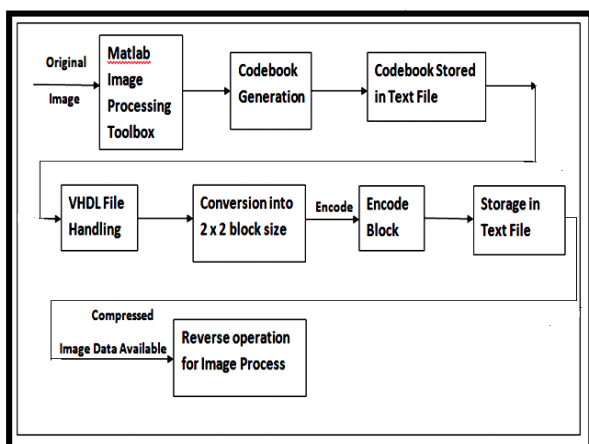 Original
Image
Matlab
Image
Processing
Toolbox
Codebook
Generation
Codebook Stored
in Text File
VHDL File
Handling
Conversion into
2 x 2 block size
Encode
Encode
Block
Storage in
Text File
Compressed
Image Data Available
Reverse operation
for Image Process